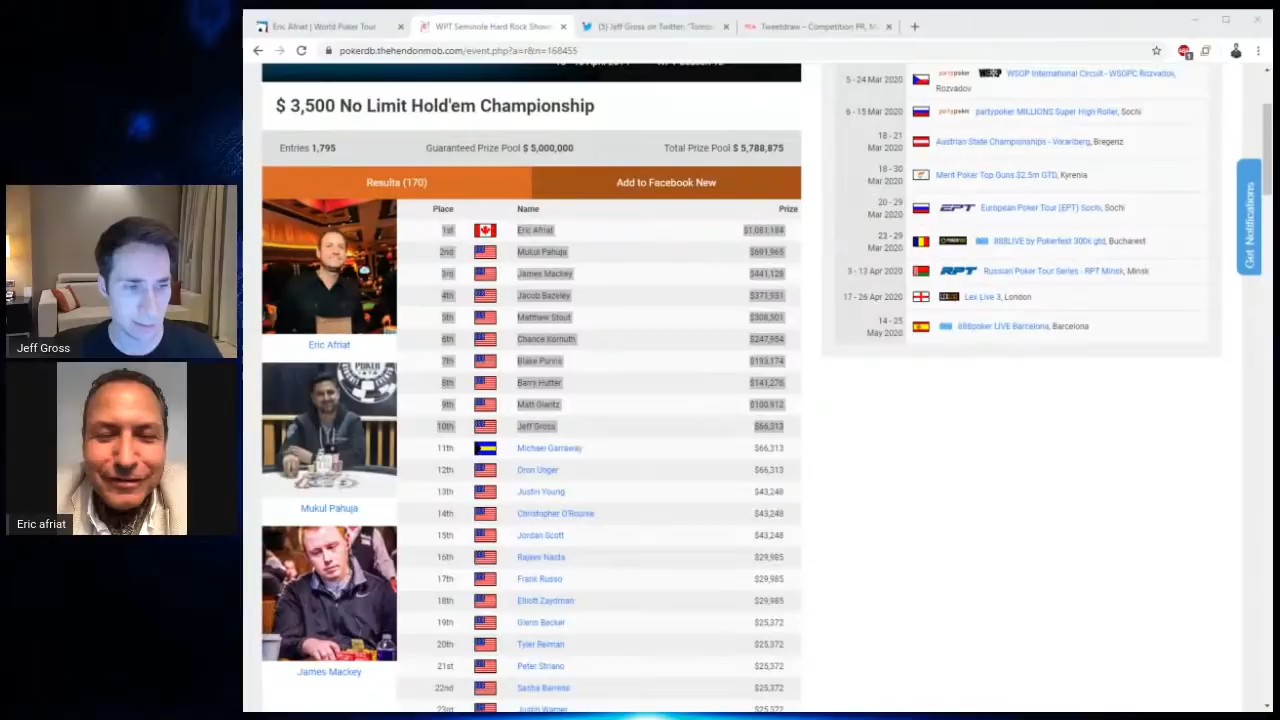 Eric Afriat | World Poker Tour
WPT Seminole Hard Rock Show
(5) Jeff Gross on Twitter: "Tomo
Tweetdraw – Competition PR, M
pokerdb.thehendonmob.com/event.php?a=r&n=168455
$ 3,500 No Limit Hold'em Championship
Entries 1,795 Guaranteed Prize Pool $ 5,000,000 Total Prize Pool $ 5,788,875
Results (170) Add to Facebook New
Place Name Prize
1st Eric Afriat $1,081,184
2nd Mukul Pahuja $691,965
3rd James Mackey $441,128
4th Jacob Bazeley $371,931
5th Matthew Stout $308,501
6th Chance Kornuth $247,954
7th Blake Purvis $193,174
8th Barry Hutter $141,276
9th Matt Glantz $100,912
10th Jeff Gross $66,313
11th Michael Garraway $66,313
12th Oron Unger $66,313
13th Justin Young $43,248
14th Christopher O'Rourke $43,248
15th Jordan Scott $43,248
16th Rajeev Nasta $29,985
17th Frank Russo $29,985
18th Elliott Zaydman $29,985
19th Glenn Becker $25,372
20th Tyler Reiman $25,372
21st Peter Striano $25,372
22nd Sasha Barrese $25,372
23rd Justin Warner $25,372
Eric Afriat
Mukul Pahuja
James Mackey
5 - 24 Mar 2020 partypoker WSOP WSOP International Circuit - WSOPC Rozvadov,
Rozvadov
6 - 15 Mar 2020 partypoker partypoker MILLIONS Super High Roller, Sochi
18 - 21
Mar 2020 Austrian State Championships - Vorarlberg, Bregenz
18 - 30
Mar 2020 Merit Poker Top Guns $2.5m GTD, Kyrenia
20 - 29
Mar 2020 EPT European Poker Tour (EPT) Sochi, Sochi
23 - 29
Mar 2020 888LIVE by Pokerfest 300k gtd, Bucharest
3 - 13 Apr 2020 RPT Russian Poker Tour Series - RPT Minsk, Minsk
17 - 26 Apr 2020 Lex Live 3, London
14 - 25
May 2020 888poker LIVE Barcelona, Barcelona
Get Notifications
Jeff Gross
Eric afriat